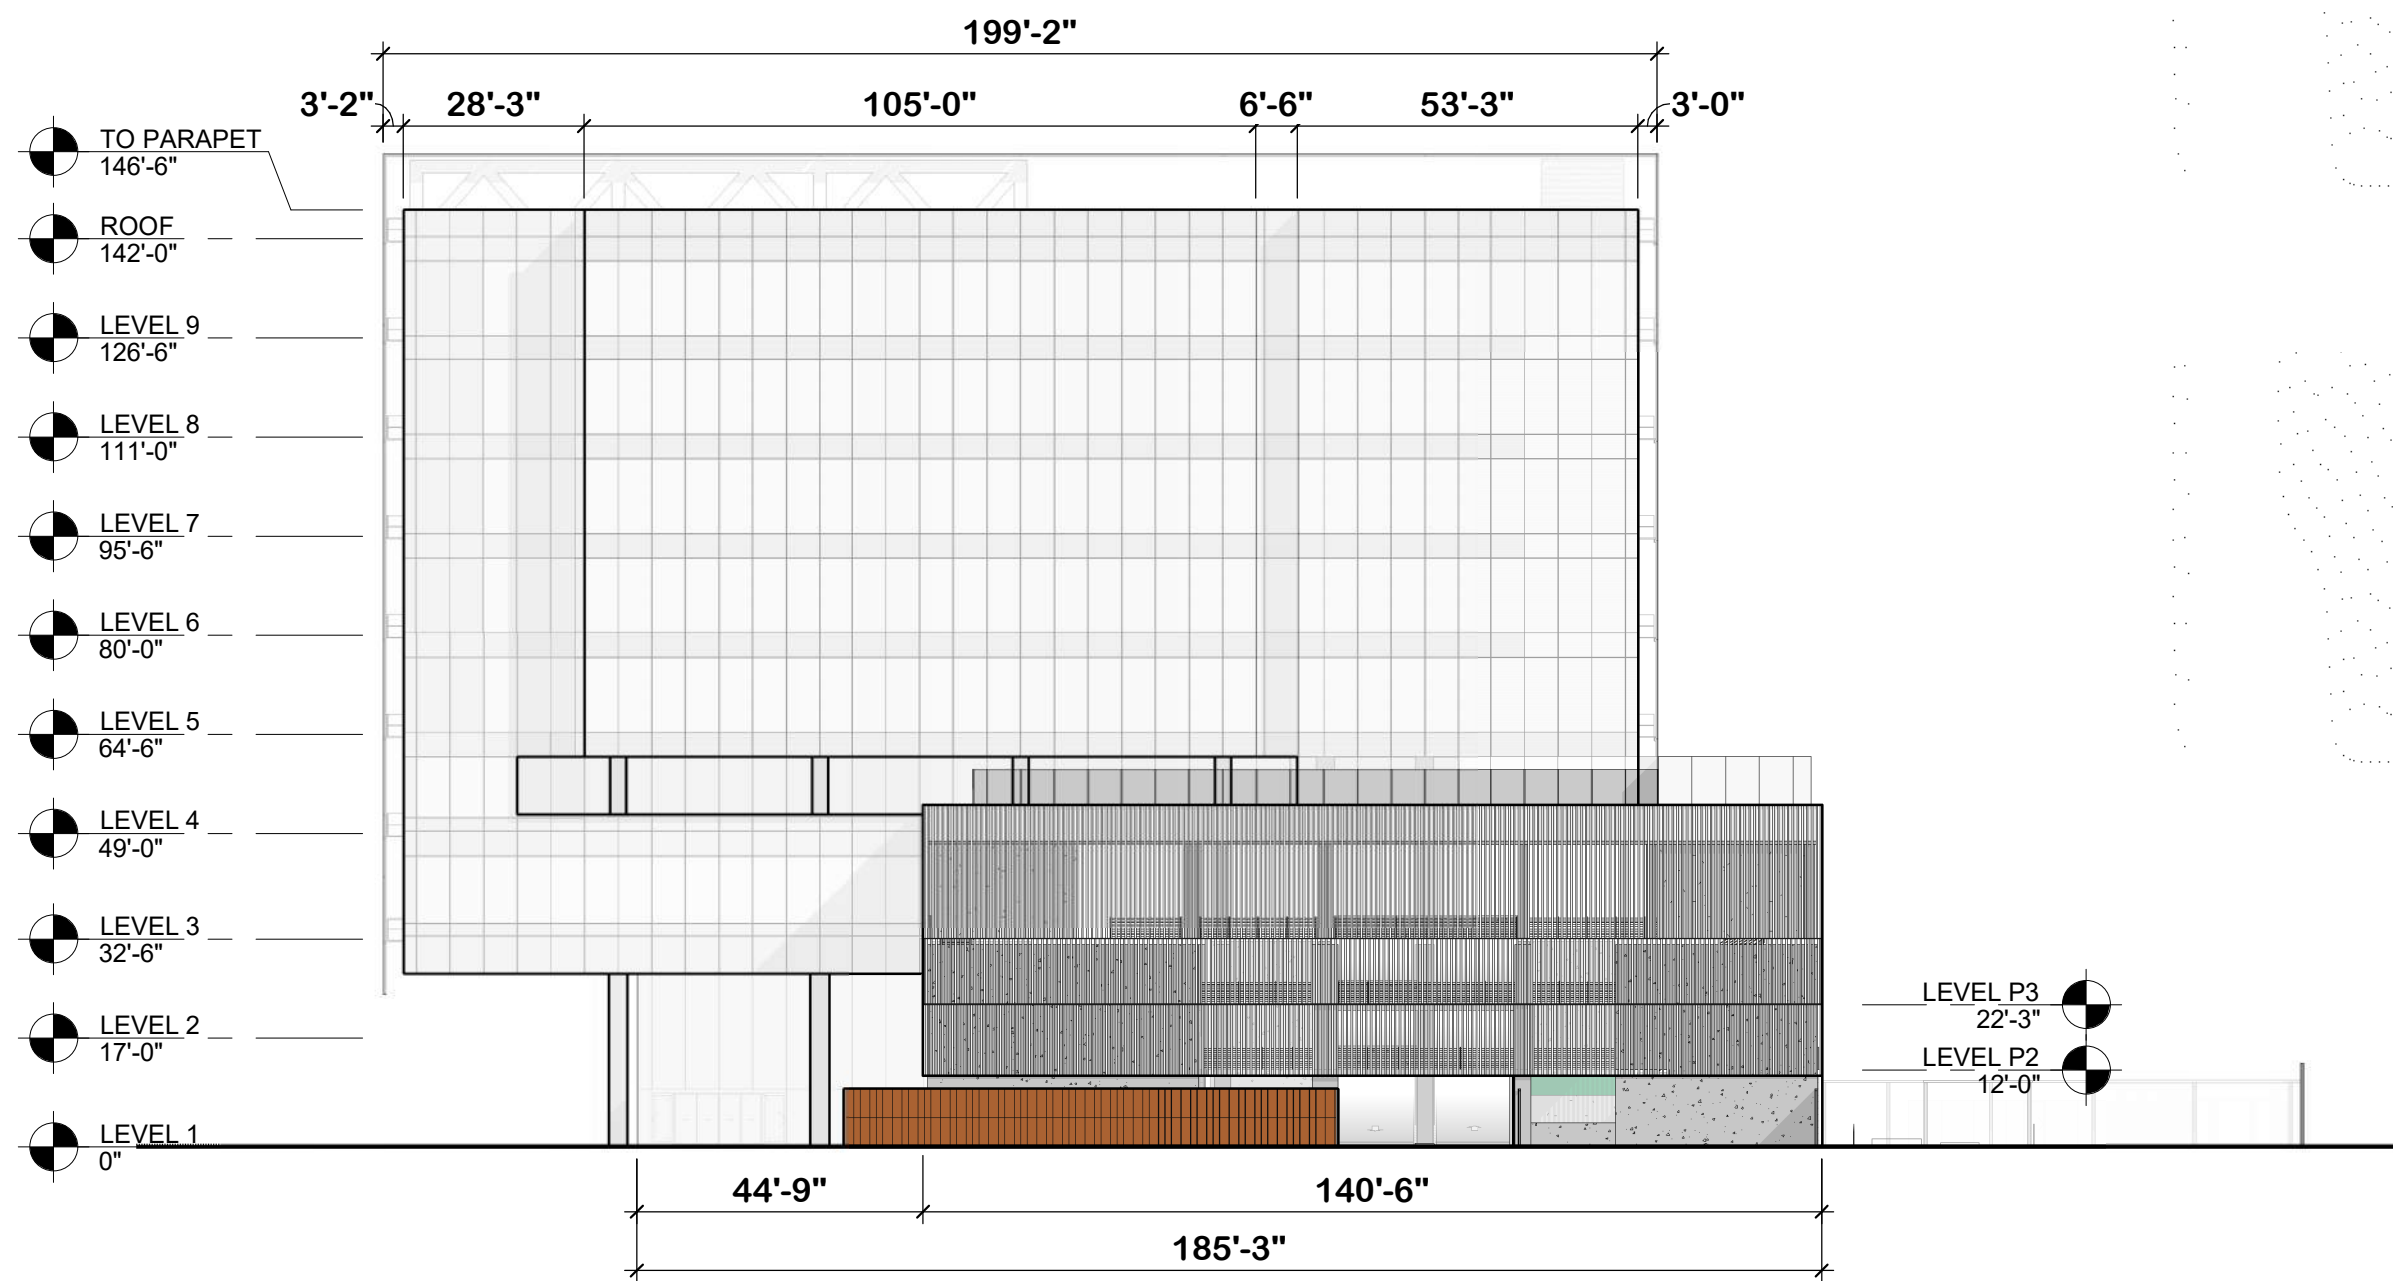 199'-2"
3'-2" 28'-3" 105'-0" 6'-6" 53'-3" 3'-0"
TO PARAPET
146'-6"
ROOF
142'-0"
LEVEL 9
126'-6"
LEVEL 8
111'-0"
LEVEL 7
95'-6"
LEVEL 6
80'-0"
LEVEL 5
64'-6"
LEVEL 4
49'-0"
LEVEL 3
32'-6"
LEVEL 2
17'-0"
LEVEL 1
0"
LEVEL P3
22'-3"
LEVEL P2
12'-0"
44'-9" 140'-6"
185'-3"